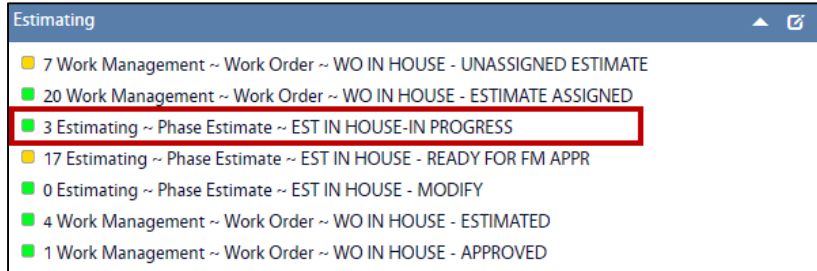 Estimating
7 Work Management ~ Work Order ~ WO IN HOUSE - UNASSIGNED ESTIMATE
20 Work Management ~ Work Order ~ WO IN HOUSE - ESTIMATE ASSIGNED
3 Estimating ~ Phase Estimate ~ EST IN HOUSE-IN PROGRESS
17 Estimating ~ Phase Estimate ~ EST IN HOUSE - READY FOR FM APPR
0 Estimating ~ Phase Estimate ~ EST IN HOUSE - MODIFY
4 Work Management ~ Work Order ~ WO IN HOUSE - ESTIMATED
1 Work Management ~ Work Order ~ WO IN HOUSE - APPROVED